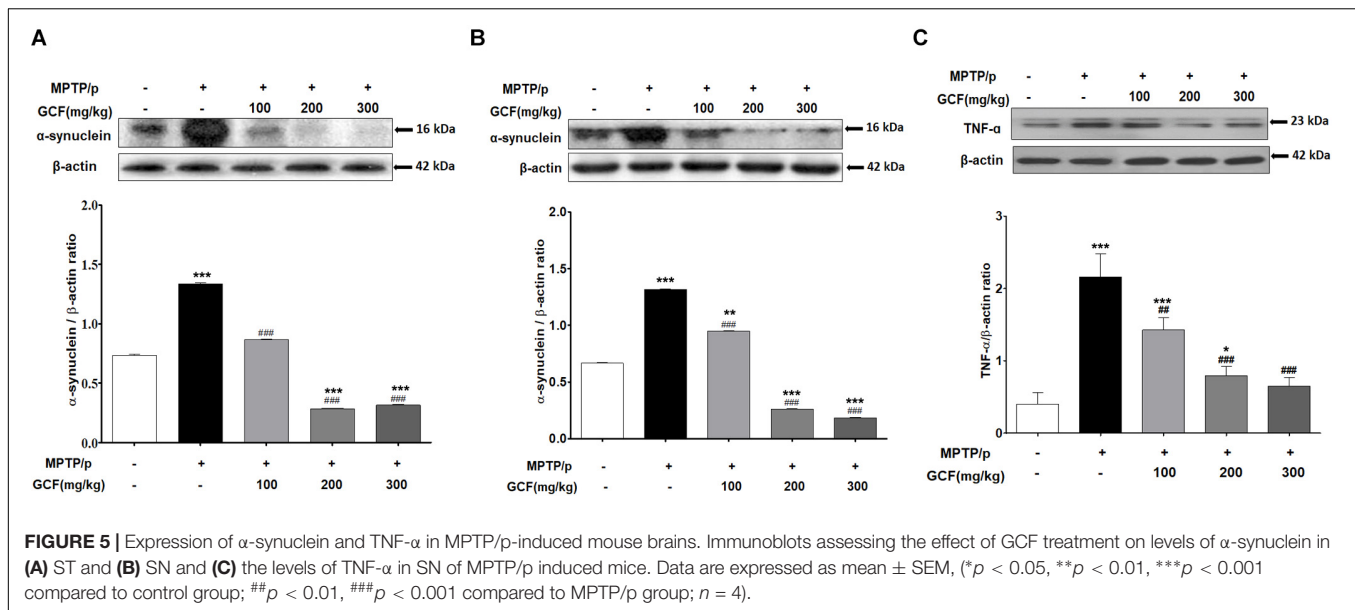 A
MPTP/p - + + + +
GCF(mg/kg) - - 100 200 300
α-synuclein 16 kDa
β-actin 42 kDa
2.0
1.5
1.0
0.5
0.0
α-synuclein / β-actin ratio
***
###
***
###
***
###
MPTP/p - + + + +
GCF(mg/kg) - - 100 200 300
B
MPTP/p - + + + +
GCF(mg/kg) - - 100 200 300
α-synuclein 16 kDa
β-actin 42 kDa
2.0
1.5
1.0
0.5
0.0
α-synuclein / β-actin ratio
***
**
###
***
###
***
###
MPTP/p - + + + +
GCF(mg/kg) - - 100 200 300
C
MPTP/p - + + + +
GCF(mg/kg) - - 100 200 300
TNF-α 23 kDa
β-actin 42 kDa
3
2
1
0
TNF-α/β-actin ratio
***
***
##
*
###
###
MPTP/p - + + + +
GCF(mg/kg) - - 100 200 300
FIGURE 5 | Expression of α-synuclein and TNF-α in MPTP/p-induced mouse brains. Immunoblots assessing the effect of GCF treatment on levels of α-synuclein in
(A) ST and (B) SN and (C) the levels of TNF-α in SN of MPTP/p induced mice. Data are expressed as mean ± SEM, (*p < 0.05, **p < 0.01, ***p < 0.001
compared to control group; ##p < 0.01, ###p < 0.001 compared to MPTP/p group; n = 4).